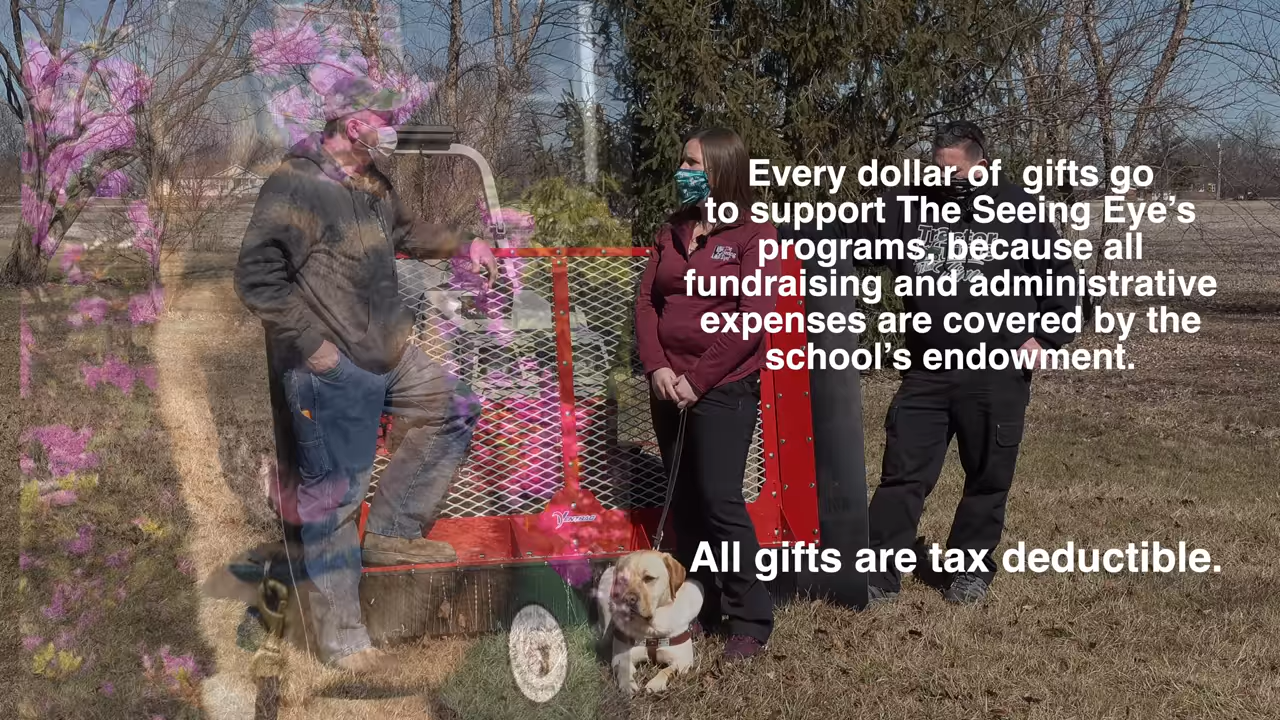 Every dollar of  gifts go
to support The Seeing Eye’s
programs, because all
fundraising and administrative
expenses are covered by the
school’s endowment.
All gifts are tax deductible.
VENTRAC